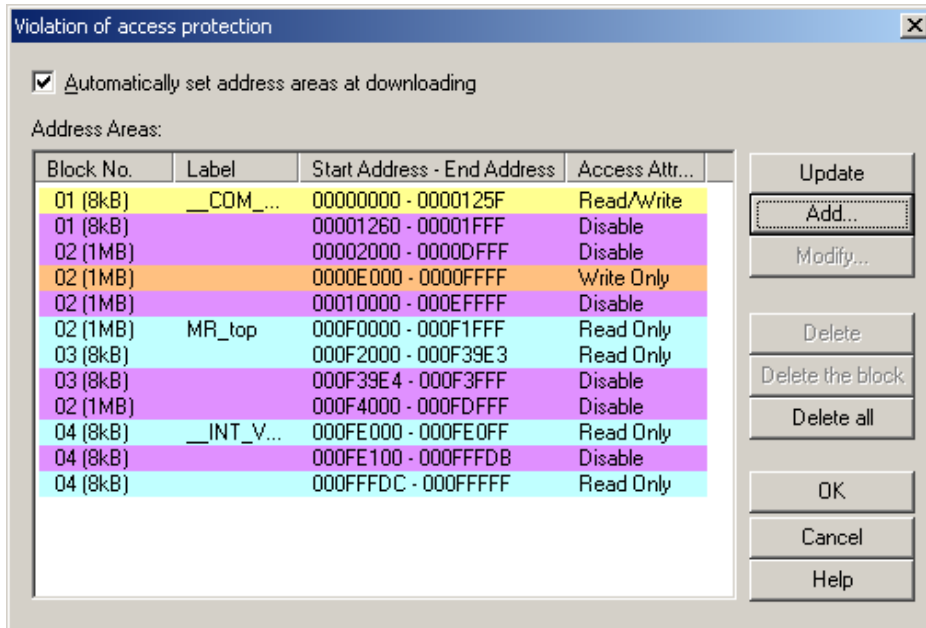 Violation of access protection
Automatically set address areas at downloading
Address Areas:
Block No. Label Start Address - End Address Access Attr...
01 (8kB) __COM_... 00000000 - 0000125F Read/Write
01 (8kB) 00001260 - 00001FFF Disable
02 (1MB) 00002000 - 0000DFFF Disable
02 (1MB) 0000E000 - 0000FFFF Write Only
02 (1MB) 00010000 - 000EFFFF Disable
02 (1MB) MR_top 000F0000 - 000F1FFF Read Only
03 (8kB) 000F2000 - 000F39E3 Read Only
03 (8kB) 000F39E4 - 000F3FFF Disable
02 (1MB) 000F4000 - 000FDFFF Disable
04 (8kB) __INT_V... 000FE000 - 000FE0FF Read Only
04 (8kB) 000FE100 - 000FFFDB Disable
04 (8kB) 000FFFDC - 000FFFFF Read Only
Update
Add...
Modify...
Delete
Delete the block
Delete all
OK
Cancel
Help